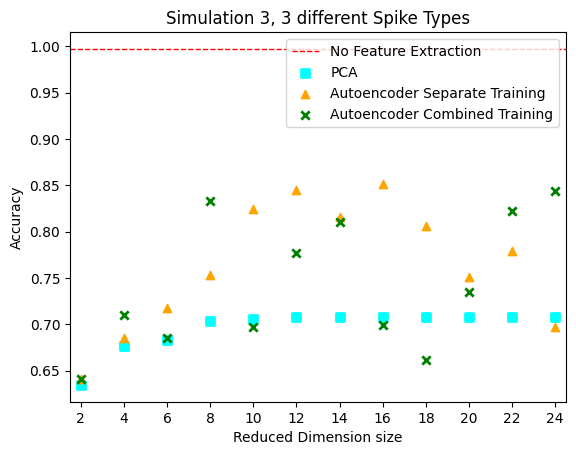 Simulation 3, 3 different Spike Types
No Feature Extraction
PCA
Autoencoder Separate Training
Autoencoder Combined Training
1.00
0.95
0.90
0.85
0.80
0.75
0.70
0.65
Accuracy
2 4 6 8 10 12 14 16 18 20 22 24
Reduced Dimension size